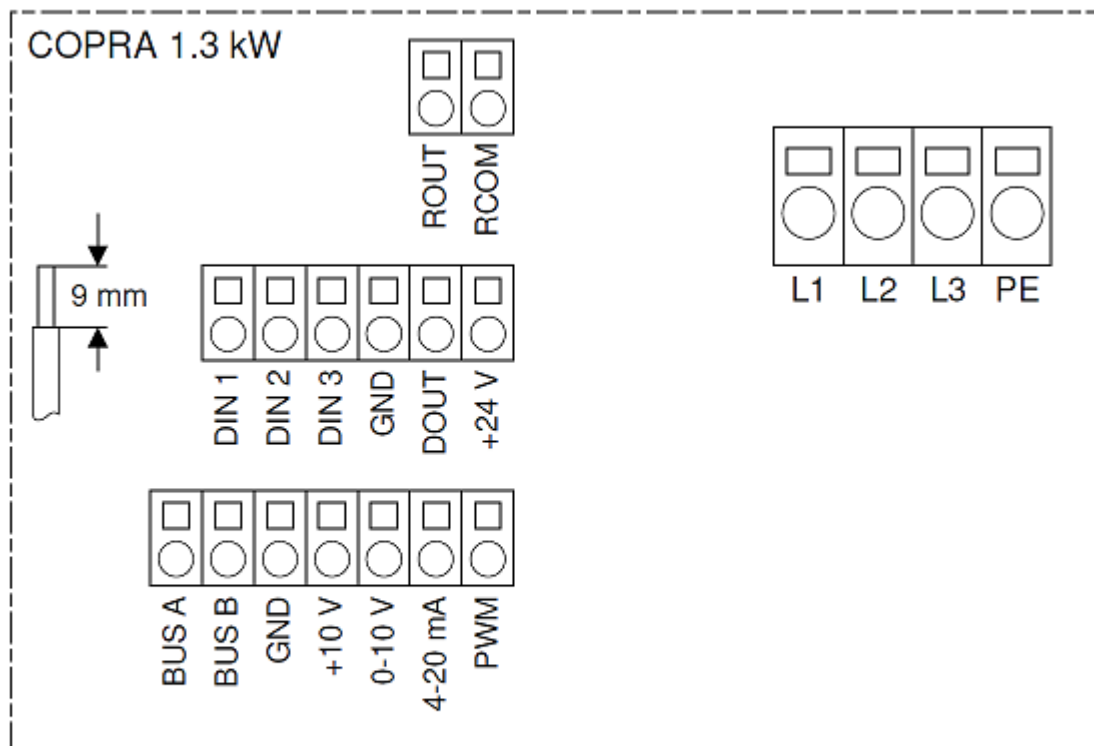 COPRA 1.3 kW
ROUT
RCOM
L1 L2 L3 PE
9 mm
DIN 1
DIN 2
DIN 3
GND
DOUT
+24 V
BUS A
BUS B
GND
+10 V
0-10 V
4-20 mA
PWM